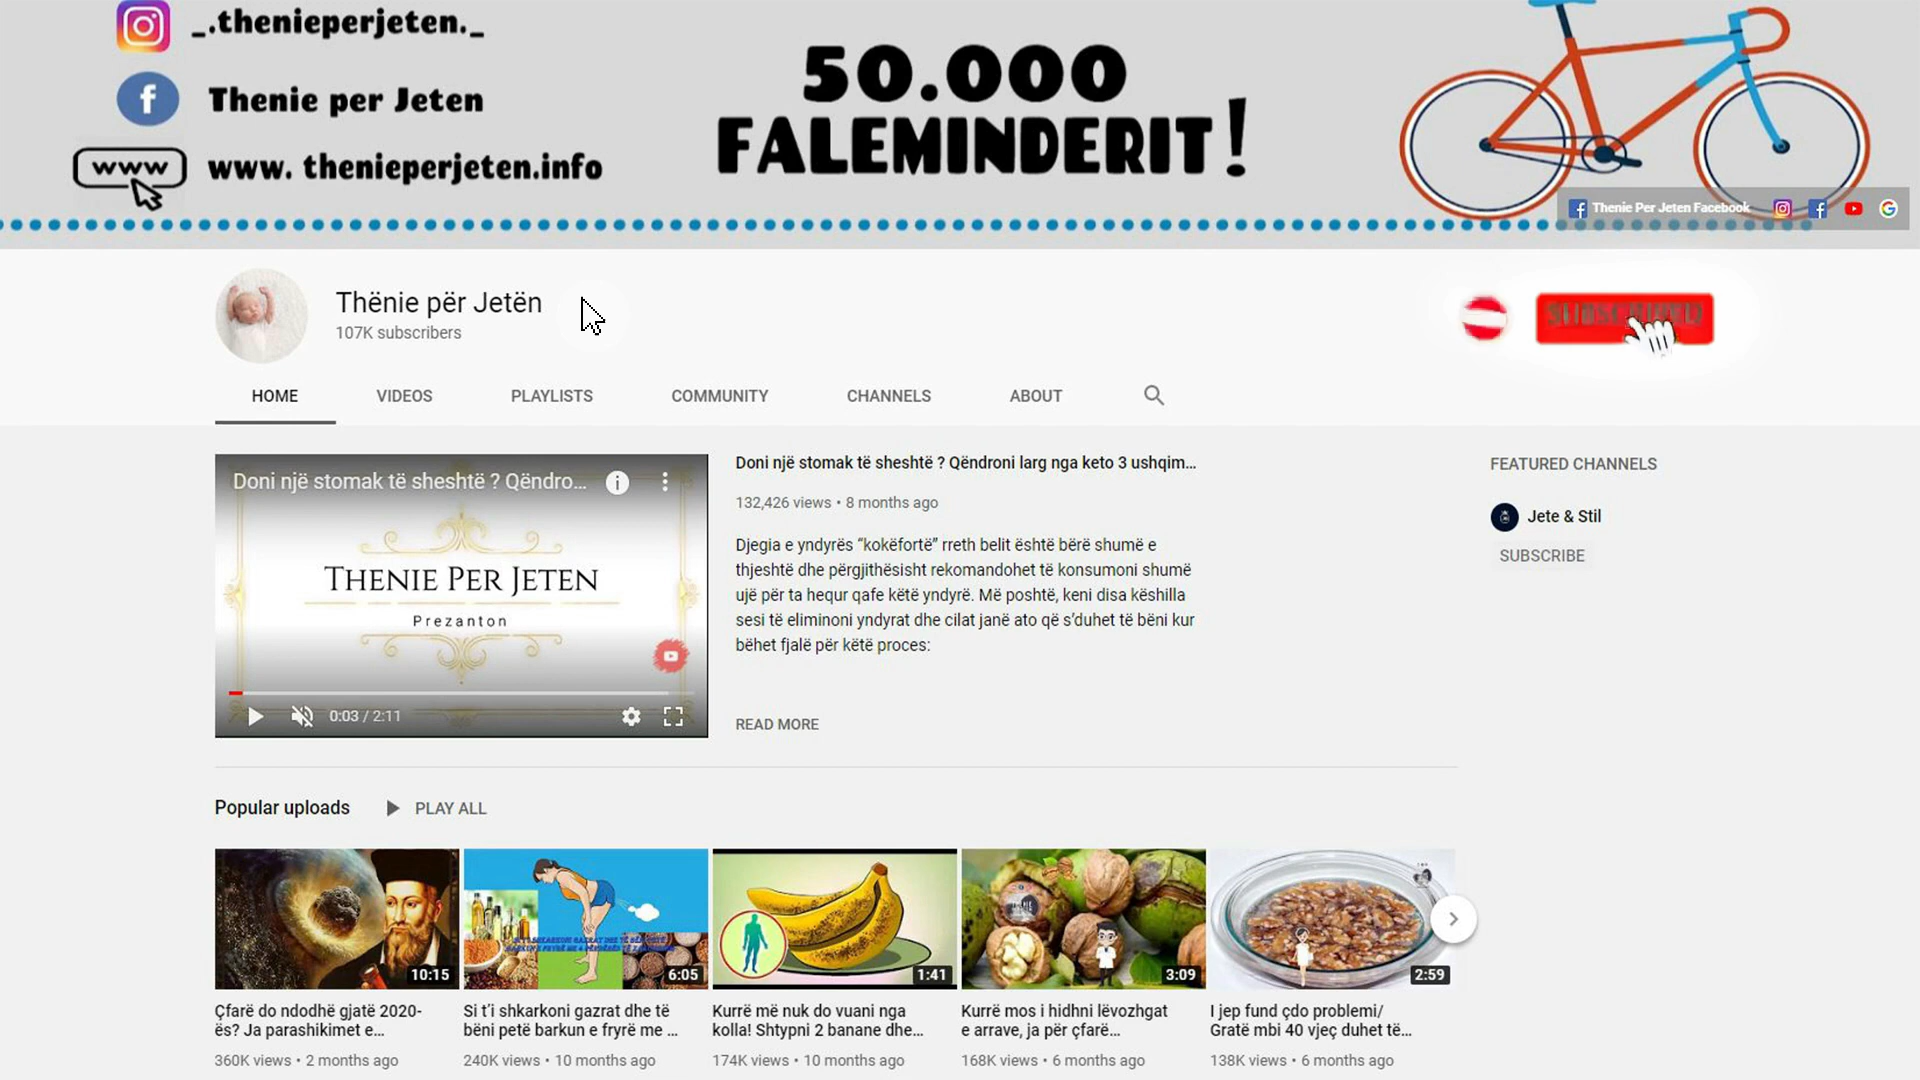 _.thenieperjeten._
Thenie per Jeten
www
www. thenieperjeten.info
50.000
FALEMINDERIT!
Thenie Per Jeten Facebook
Thënie për Jetën
107K subscribers
HOME
VIDEOS
PLAYLISTS
COMMUNITY
CHANNELS
ABOUT
Doni një stomak të sheshtë ? Qëndro...
THENIE PER JETEN
Prezanton
0:03 / 2:11
Doni një stomak të sheshtë ? Qëndroni larg nga keto 3 ushqim...
132,426 views • 8 months ago
Djegia e yndyrës “kokëfortë” rreth belit është bërë shumë e
thjeshtë dhe përgjithësisht rekomandohet të konsumoni shumë
ujë për ta hequr qafe këtë yndyrë. Më poshtë, keni disa këshilla
sesi të eliminoni yndyrat dhe cilat janë ato që s’duhet të bëni kur
bëhet fjalë për këtë proces:
READ MORE
FEATURED CHANNELS
Jete & Stil
SUBSCRIBE
Popular uploads
PLAY ALL
10:15
6:05
1:41
3:09
2:59
Çfarë do ndodhë gjatë 2020-
ës? Ja parashikimet e...
360K views • 2 months ago
Si t’i shkarkoni gazrat dhe të
bëni petë barkun e fryrë me ...
240K views • 10 months ago
Kurrë më nuk do vuani nga
kolla! Shtypni 2 banane dhe...
174K views • 10 months ago
Kurrë mos i hidhni lëvozhgat
e arrave, ja për çfarë...
168K views • 6 months ago
I jep fund çdo problemi/
Gratë mbi 40 vjeç duhet të...
138K views • 6 months ago